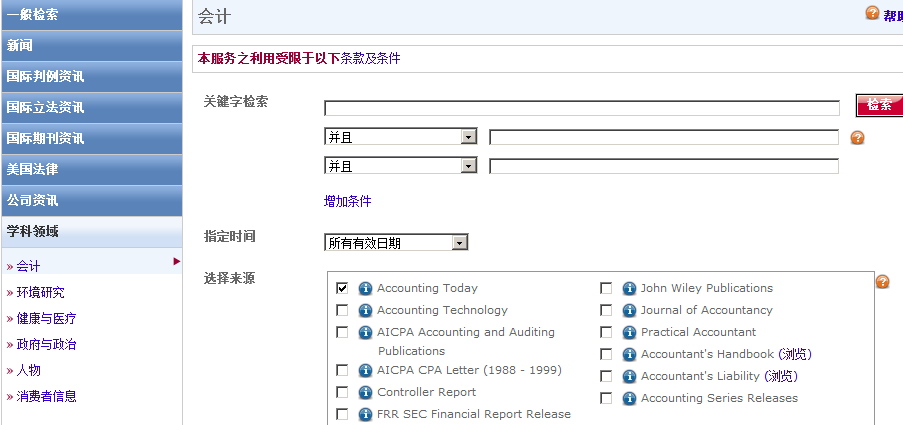 一般检索
新闻
国际判例资讯
国际立法资讯
国际期刊资讯
美国法律
公司资讯
学科领域
» 会计
» 环境研究
» 健康与医疗
» 政府与政治
» 人物
» 消费者信息
会计
本服务之利用受限于以下条款及条件
关键字检索
检索
并且
并且
增加条件
指定时间
所有有效日期
选择来源
Accounting Today
Accounting Technology
AICPA Accounting and Auditing
Publications
AICPA CPA Letter (1988 - 1999)
Controller Report
FRR SEC Financial Report Release
John Wiley Publications
Journal of Accountancy
Practical Accountant
Accountant's Handbook (浏览)
Accountant's Liability (浏览)
Accounting Series Releases